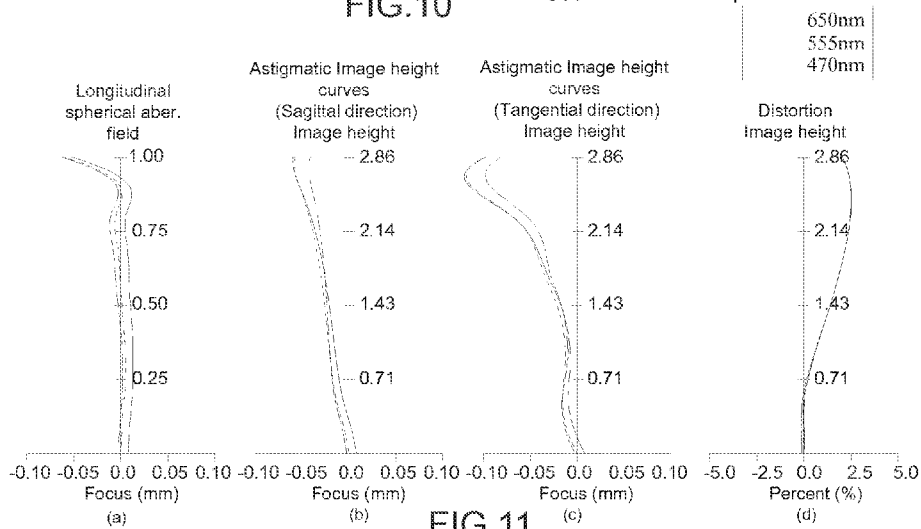 FIG.10
650nm
555nm
470nm
Longitudinal
spherical aber.
field
1.00
0.75
0.50
0.25
-0.10 -0.05 0.0 0.05 0.10
Focus (mm)
(a)
Astigmatic Image height
curves
(Sagittal direction)
Image height
2.86
2.14
1.43
0.71
-0.10 -0.05 0.0 0.05 0.10
Focus (mm)
(b)
Astigmatic Image height
curves
(Tangential direction)
Image height
2.86
2.14
1.43
0.71
-0.10 -0.05 0.0 0.05 0.10
Focus (mm)
(c)
Distortion
Image height
2.86
2.14
1.43
0.71
-5.0 -2.5 0.0 2.5 5.0
Percent (%)
(d)
FIG.11